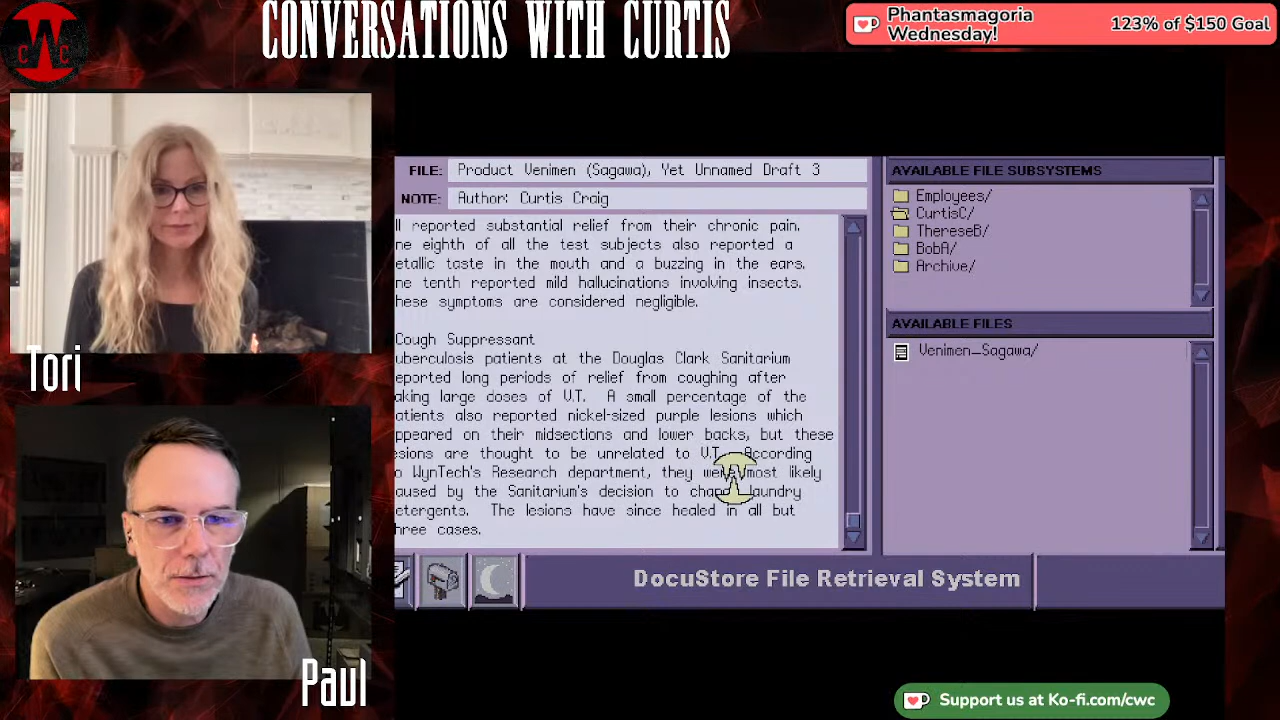 CONVERSATIONS WITH CURTIS
Phantasmagoria
Wednesday!
123% of $150 Goal
CWC
Tori
Paul
FILE: Product Venimen (Sagawa), Yet Unnamed Draft 3
NOTE: Author: Curtis Craig
ll reported substantial relief from their chronic pain.
ne eighth of all the test subjects also reported a
etallic taste in the mouth and a buzzing in the ears.
ne tenth reported mild hallucinations involving insects.
hese symptoms are considered negligible.
Cough Suppressant
uberculosis patients at the Douglas Clark Sanitarium
eported long periods of relief from coughing after
aking large doses of V.T. A small percentage of the
atients also reported nickel-sized purple lesions which
ppeared on their midsections and lower backs, but these
esions are thought to be unrelated to V.T. According
o WynTech's Research department, they were most likely
aused by the Sanitarium's decision to chang laundry
etergents. The lesions have since healed in all but
hree cases.
AVAILABLE FILE SUBSYSTEMS
Employees/
CurtisC/
ThereseB/
BobA/
Archive/
AVAILABLE FILES
Venimen_Sagawa/
DocuStore File Retrieval System
Support us at Ko-fi.com/cwc